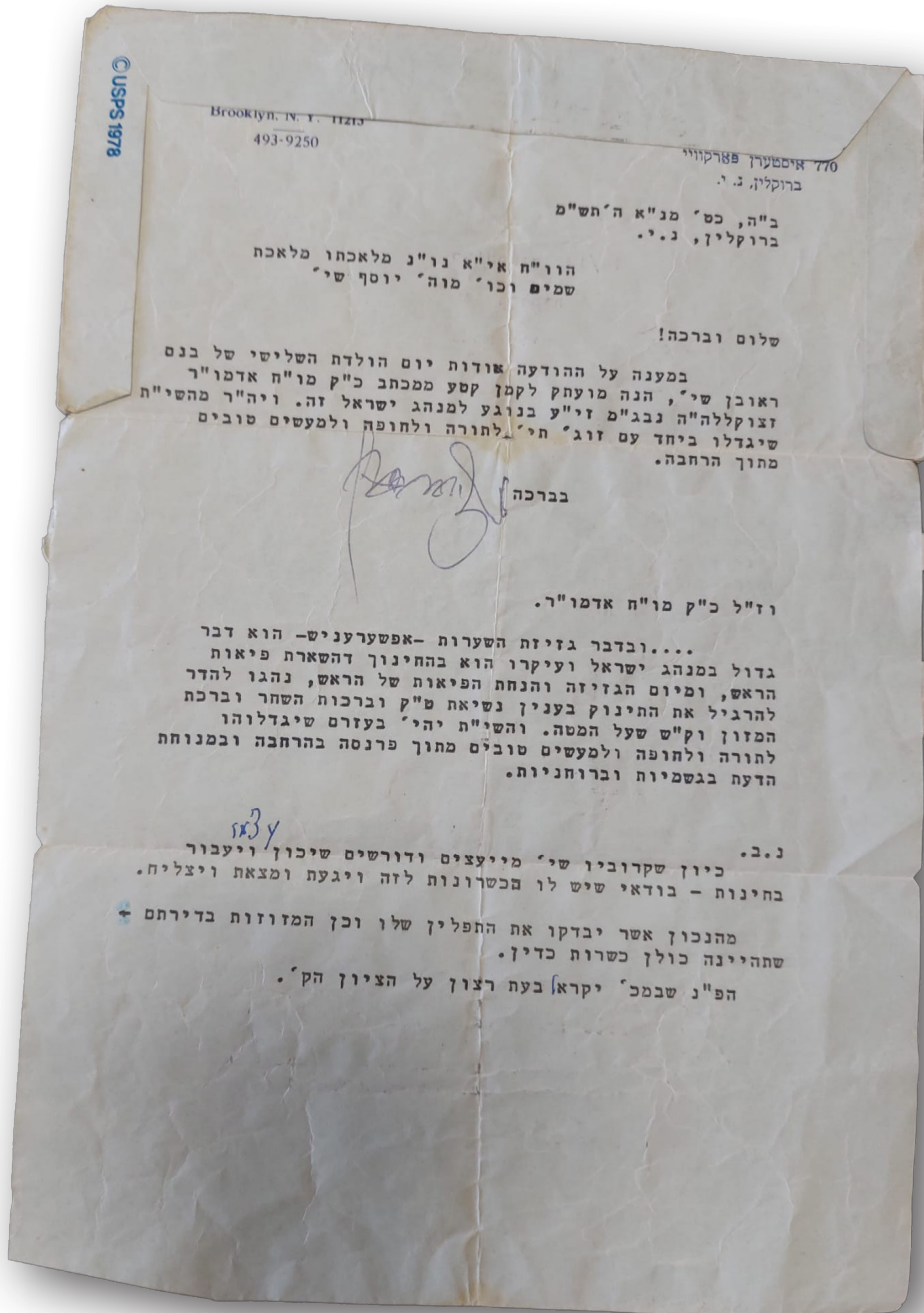 ©USPS 1978
Brooklyn, N. Y. 11213
493-9250
770 איסטערן פארקוויי
ברוקלין, נ. י.
ב"ה, כט' מנ"א ה'תש"מ
ברוקלין, נ.י.
הוו"ח אי"א נו"נ מלאכתו מלאכת
שמים וכו' מוה' יוסף שי'
שלום וברכה!
במענה על ההודעה אודות יום הולדת השלישי של בנם
ראובן שי', הנה מועתק לקמן קטע ממכתב כ"ק מו"ח אדמו"ר
זצוקללה"ה נבג"מ זי"ע בנוגע למנהג ישראל זה. ויה"ר מהשי"ת
שיגדלו ביחד עם זוג' תי' לתורה ולחופה ולמעשים טובים
מתוך הרחבה.
בברכה
וז"ל כ"ק מו"ח אדמו"ר.
....ובדבר גזיזת השערות -אפשערעניש- הוא דבר
גדול במנהג ישראל ועיקרו הוא בהחינוך דהשארת פיאות
הראש, ומיום הגזיזה והנחת הפיאות של הראש, נהגו להדר
להרגיל את התינוק בענין נשיאת ט"ק וברכות השחר וברכת
המזון וק"ש שעל המטה. והשי"ת יהי' בעזרם שיגדלוהו
לתורה ולחופה ולמעשים טובים מתוך פרנסה בהרחבה ובמנוחת
הדעת בגשמיות וברוחניות.
נ.ב.
כיון שקרוביו שי' מייעצים ודורשים שיכון ויעבור
בחינות - בודאי שיש לו הכשרונות לזה ויגעת ומצאת ויצליח.
מהנכון אשר יבדקו את התפלין שלו וכן המזוזות בדירתם -
שתהיינה כולן כשרות כדין.
הפ"נ שבמכ' יקרא בעת רצון על הציון הק'.